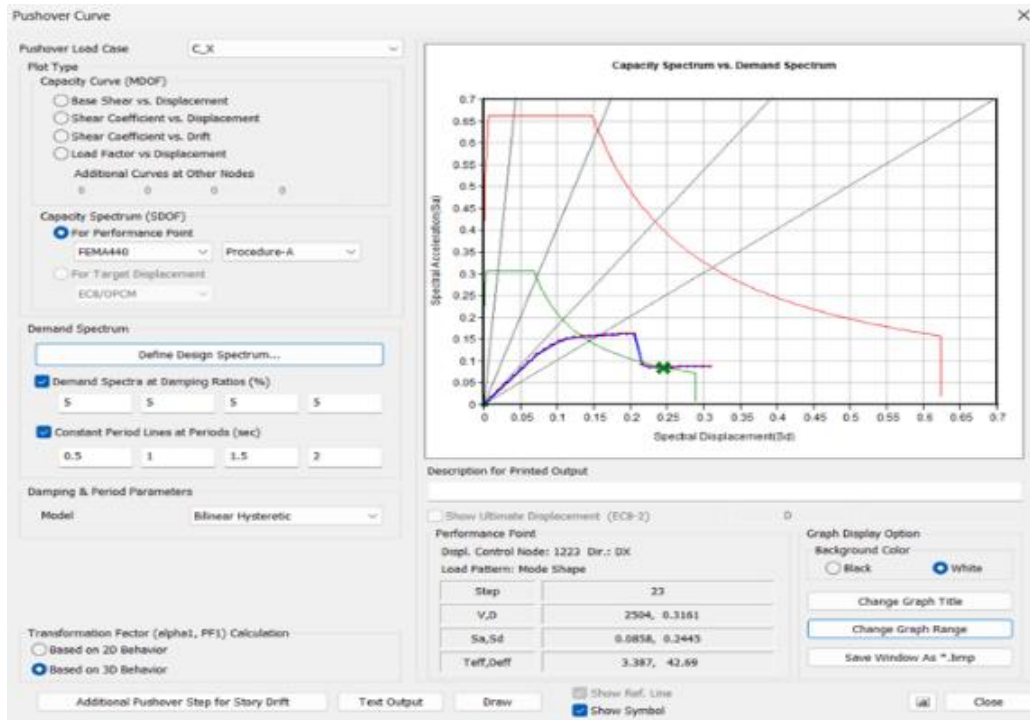 Pushover Curve
Pushover Load Case C_X
Plot Type
Capacity Curve (MDOF)
Base Shear vs. Displacement
Shear Coefficient vs. Displacement
Shear Coefficient vs. Drift
Load Factor vs Displacement
Additional Curves at Other Nodes
0 0 0 0
Capacity Spectrum (SDOF)
For Performance Point
FEMA440 Procedure-A
For Target Displacement
EC8/OPCM
Demand Spectrum
Define Design Spectrum...
Demand Spectra at Damping Ratios (%)
5 5 5 5
Constant Period Lines at Periods (sec)
0.5 1 1.5 2
Damping & Period Parameters
Model Bilinear Hysteretic
Transformation Factor (alpha1, PF1) Calculation
Based on 2D Behavior
Based on 3D Behavior
Additional Pushover Step for Story Drift Text Output Draw
Capacity Spectrum vs. Demand Spectrum
Spectral Acceleration(Sa)
0.7
0.65
0.6
0.55
0.5
0.45
0.4
0.35
0.3
0.25
0.2
0.15
0.1
0.05
0
0 0.05 0.1 0.15 0.2 0.25 0.3 0.35 0.4 0.45 0.5 0.55 0.6 0.65 0.7
Spectral Displacement(Sd)
Description for Printed Output
Show Ultimate Displacement (EC8-2) D
Performance Point
Displ. Control Node: 1223 Dir.: DX
Load Pattern: Mode Shape
Step 23
V,D 2504, 0.3161
Sa,Sd 0.0858, 0.2445
Teff,Deff 3.387, 42.69
Graph Display Option
Background Color
Black White
Change Graph Title
Change Graph Range
Save Window As *.bmp
Show Ref. Line
Show Symbol
Close